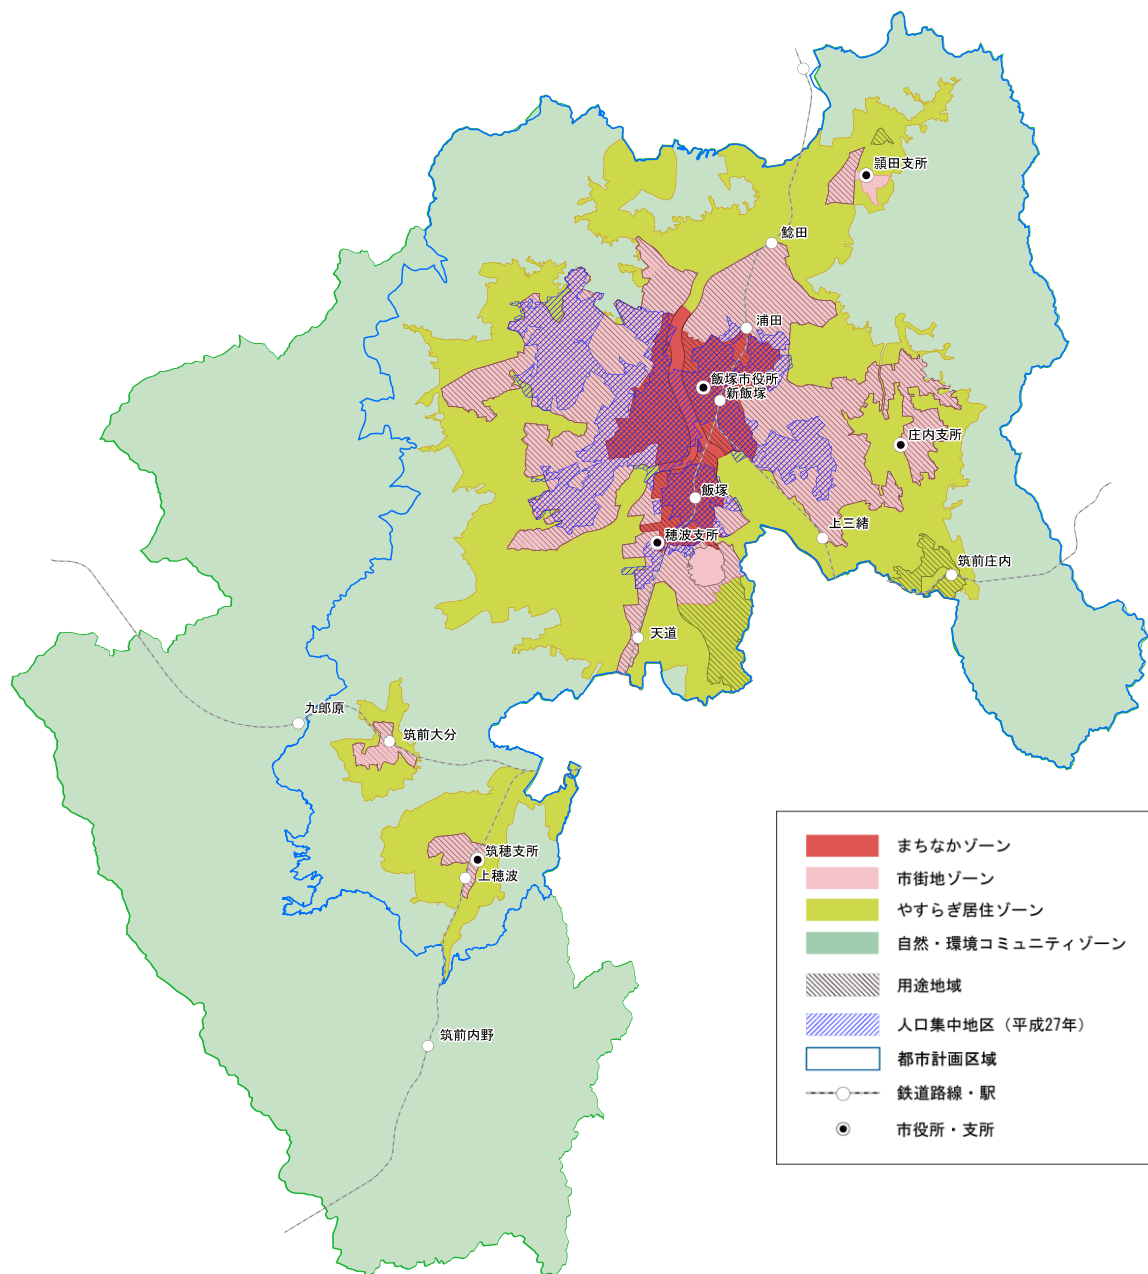 頴田支所
鯰田
浦田
飯塚市役所
新飯塚
庄内支所
飯塚
上三緒
穂波支所
筑前庄内
天道
九郎原
筑前大分
筑穂支所
上穂波
筑前内野
まちなかゾーン
市街地ゾーン
やすらぎ居住ゾーン
自然・環境コミュニティゾーン
用途地域
人口集中地区（平成27年）
都市計画区域
鉄道路線・駅
市役所・支所